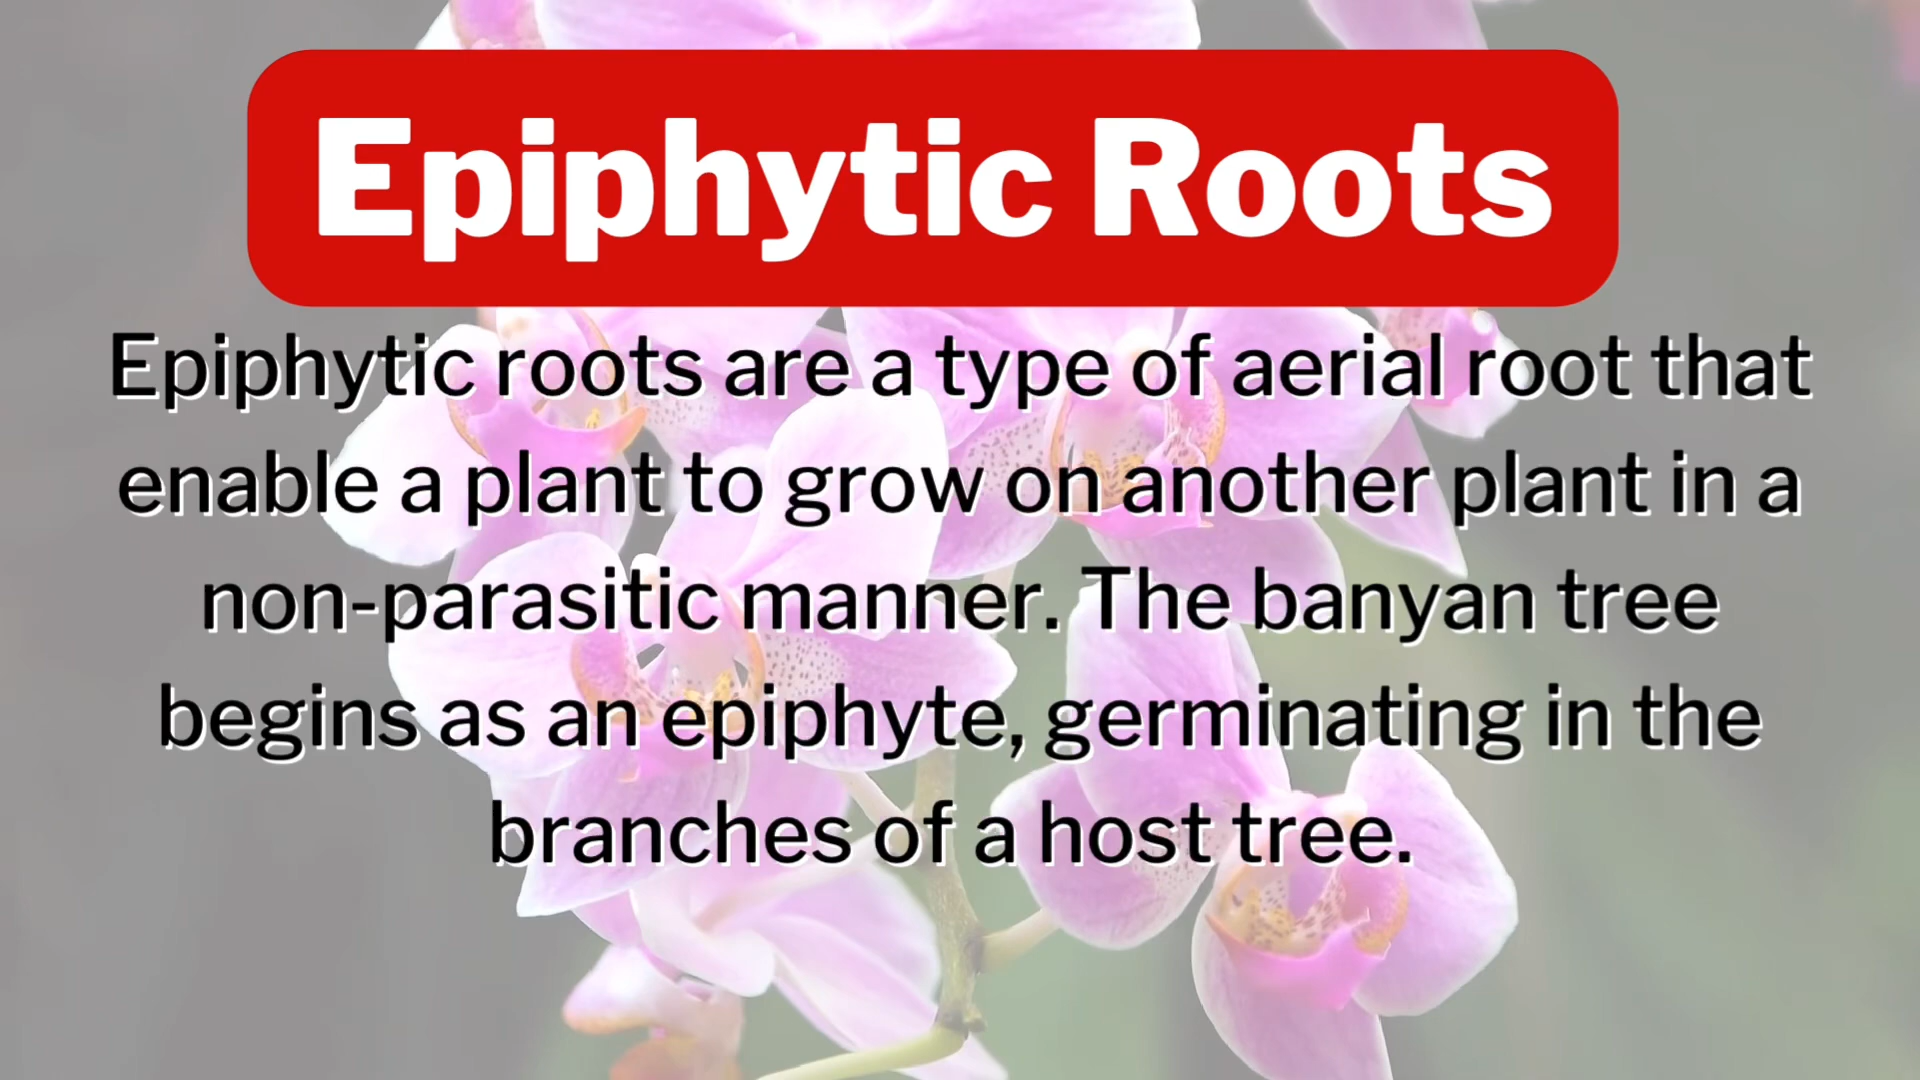 Epiphytic Roots
Epiphytic roots are a type of aerial root that
enable a plant to grow on another plant in a
non-parasitic manner. The banyan tree
begins as an epiphyte, germinating in the
branches of a host tree.